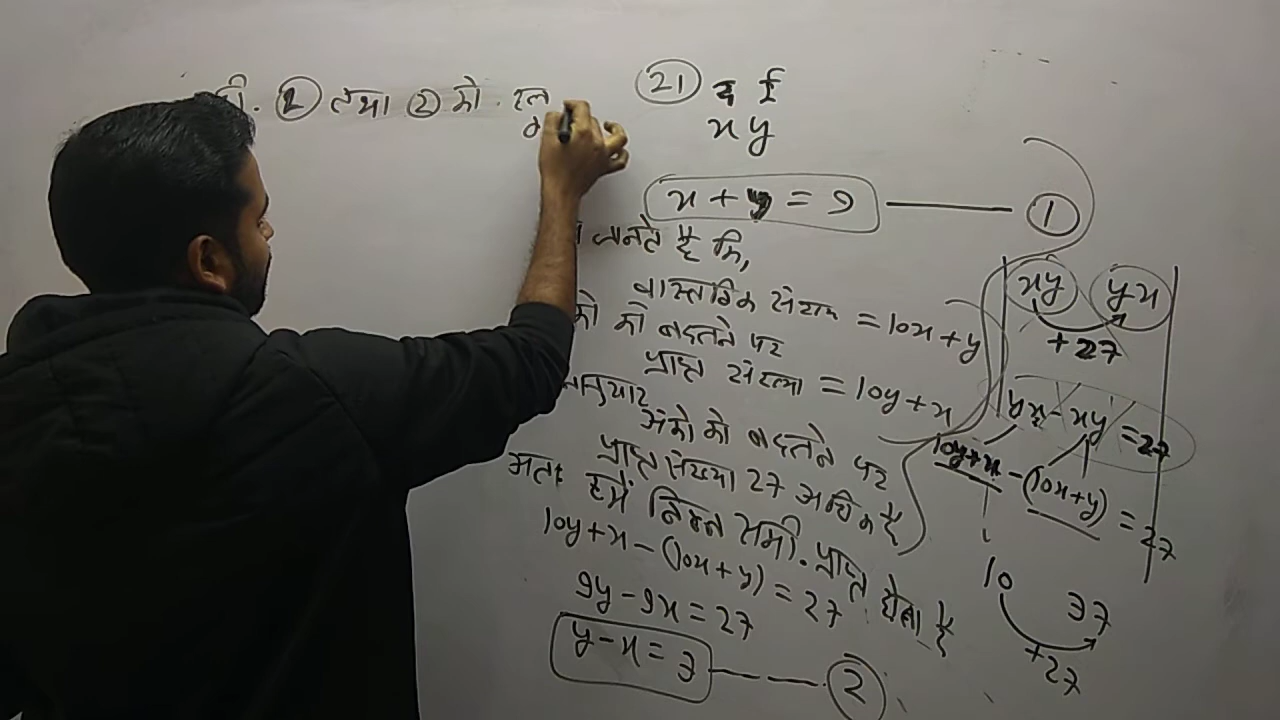 ② तथा ② को
(21) द ई
x y
x + y = 9 ——— ①
जानते है कि,
वास्तविक संख्या = 10x + y
को बदलने पर
प्राप्त संख्या = 10y + x
अंको को बदलने पर
प्राप्त संख्या 27 अधिक है
अतः हमें निम्न समी. प्राप्त होता है
10y + x - (10x + y) = 27
9y - 9x = 27
y - x = 3 ——— ②
xy yx
+27
yx - xy = 27
10y+x - (10x+y) = 27
10 37
+27